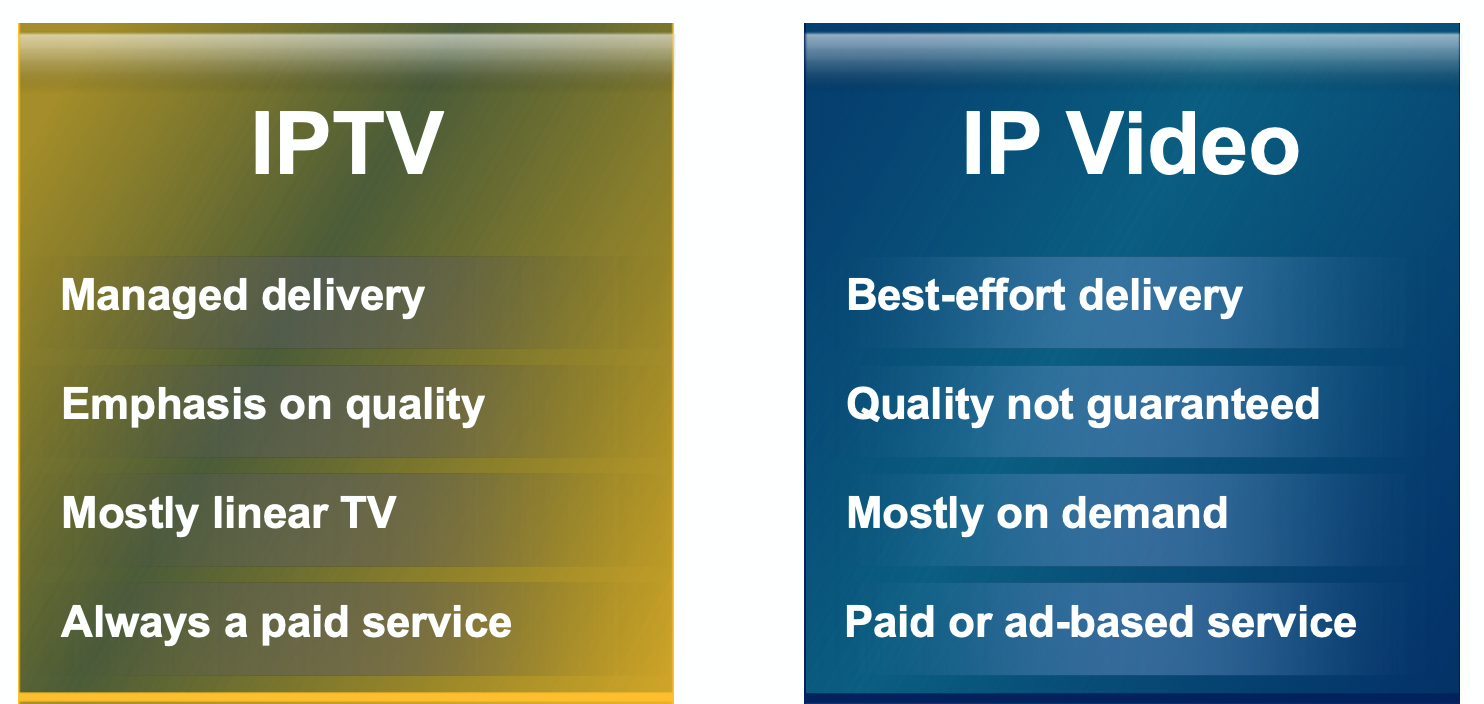 IPTV
Managed delivery
Emphasis on quality
Mostly linear TV
Always a paid service
IP Video
Best-effort delivery
Quality not guaranteed
Mostly on demand
Paid or ad-based service